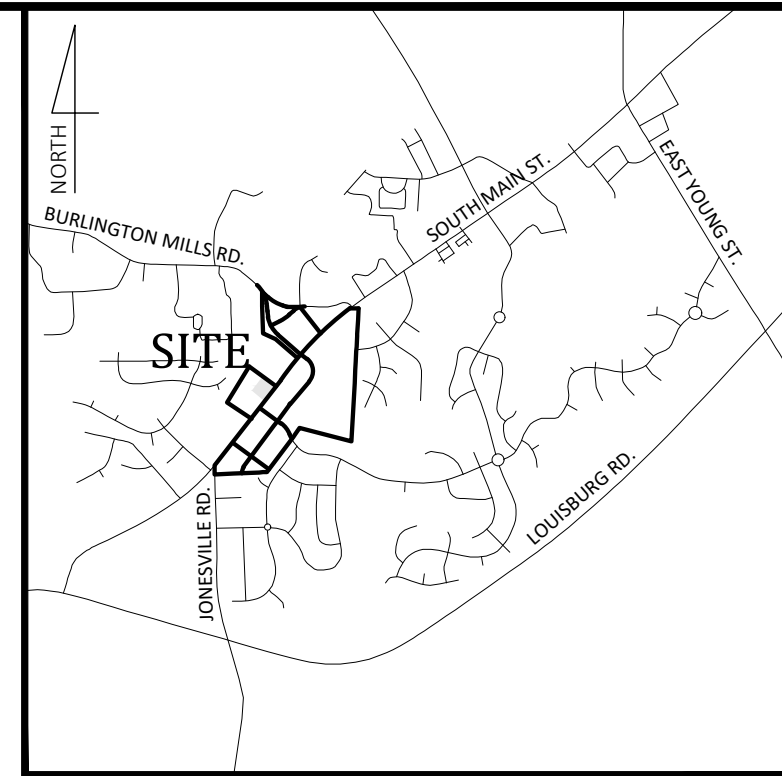 NORTH
BURLINGTON MILLS RD.
SOUTH MAIN ST.
EAST YOUNG ST.
SITE
JONESVILLE RD.
LOUISBURG RD.